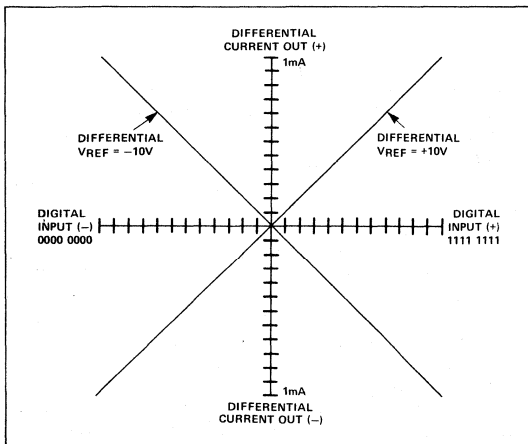 DIFFERENTIAL
CURRENT OUT (+)
1mA
DIFFERENTIAL
VREF = −10V
DIFFERENTIAL
VREF = +10V
DIGITAL
INPUT (−)
0000 0000
DIGITAL
INPUT (+)
1111 1111
1mA
DIFFERENTIAL
CURRENT OUT (−)